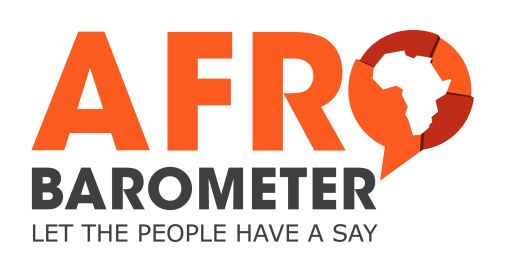 AFRO
BAROMETER
LET THE PEOPLE HAVE A SAY